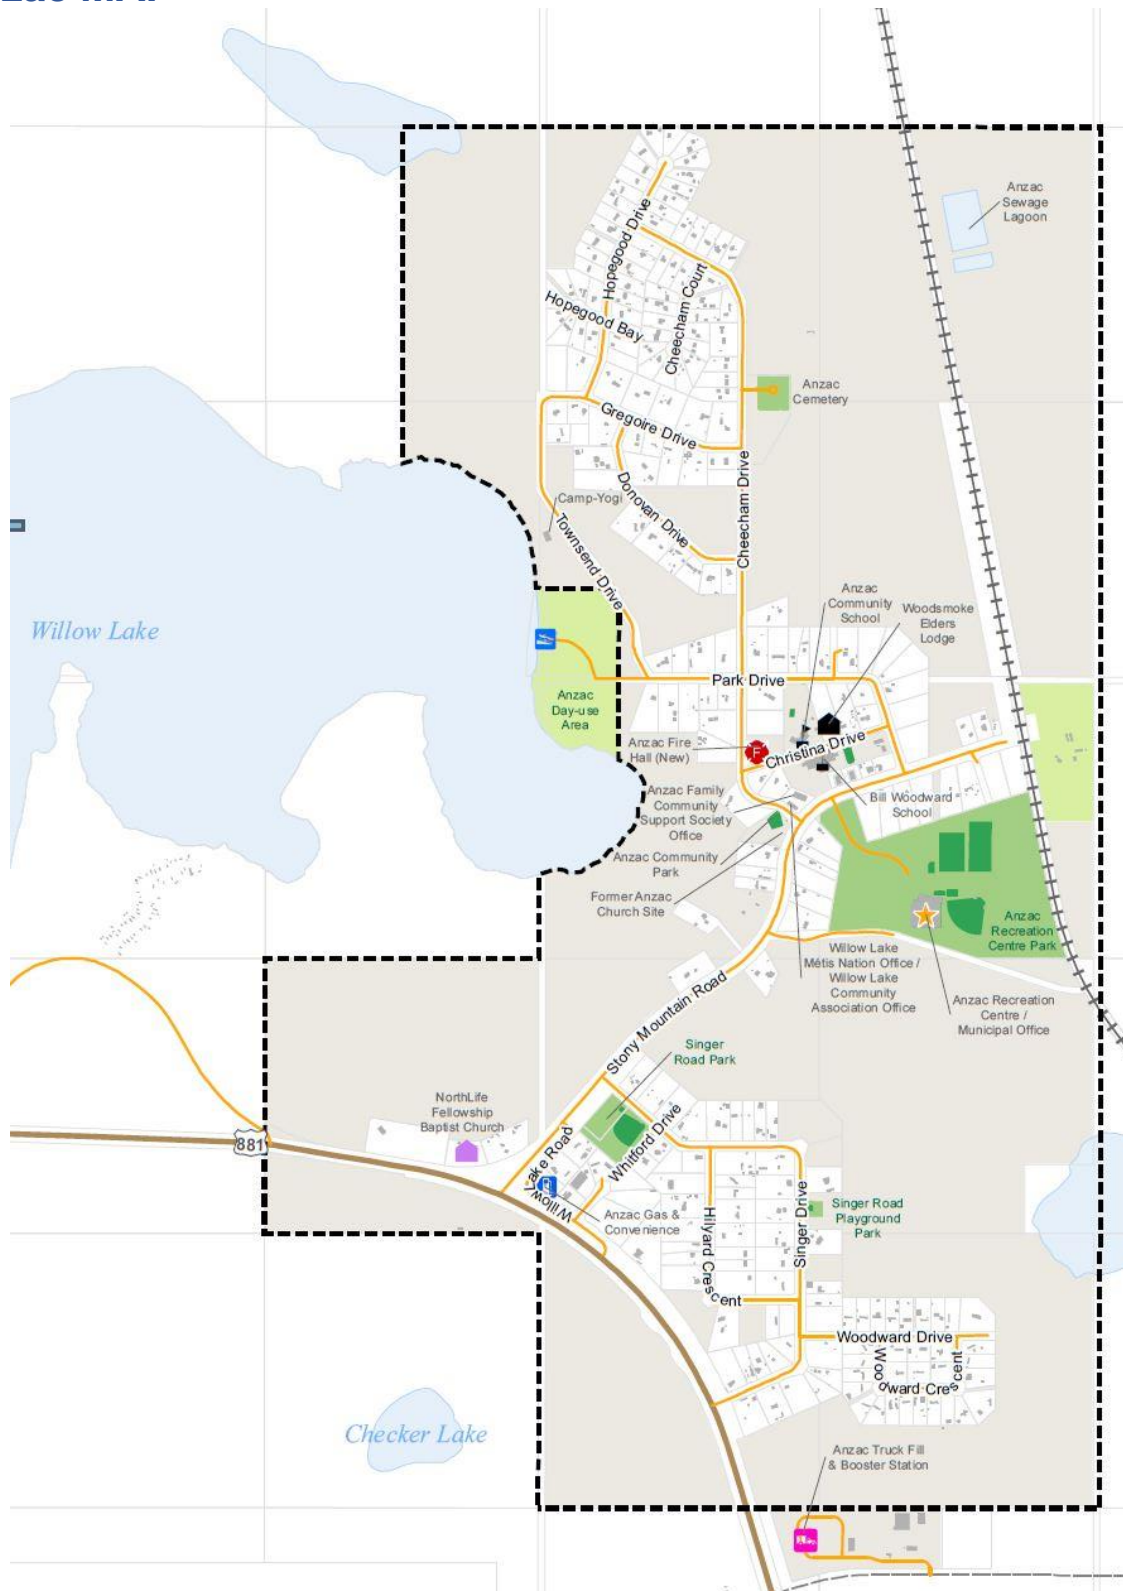 Anzac
Sewage
Lagoon
Hopegood Drive
Hopegood Bay
Cheecham Court
Anzac
Cemetery
Gregoire Drive
Cheecham Drive
Donovan Drive
Camp-Yogi
Townsend Drive
Willow Lake
Anzac
Community
School
Woodsmoke
Elders
Lodge
Park Drive
Anzac
Day-use
Area
Anzac Fire
Hall (New)
F
Christina Drive
Anzac Family
Community
Support Society
Office
Bill Woodward
School
Anzac Community
Park
Former Anzac
Church Site
Anzac
Recreation
Centre Park
Willow Lake
Métis Nation Office /
Willow Lake
Community
Association Office
Anzac Recreation
Centre /
Municipal Office
Stony Mountain Road
Singer
Road Park
NorthLife
Fellowship
Baptist Church
881
Whitford Drive
Willow Lake Road
Anzac Gas &
Convenience
Hillyard Crescent
Singer Drive
Singer Road
Playground
Park
Woodward Drive
Woodward Crescent
Checker Lake
Anzac Truck Fill
& Booster Station